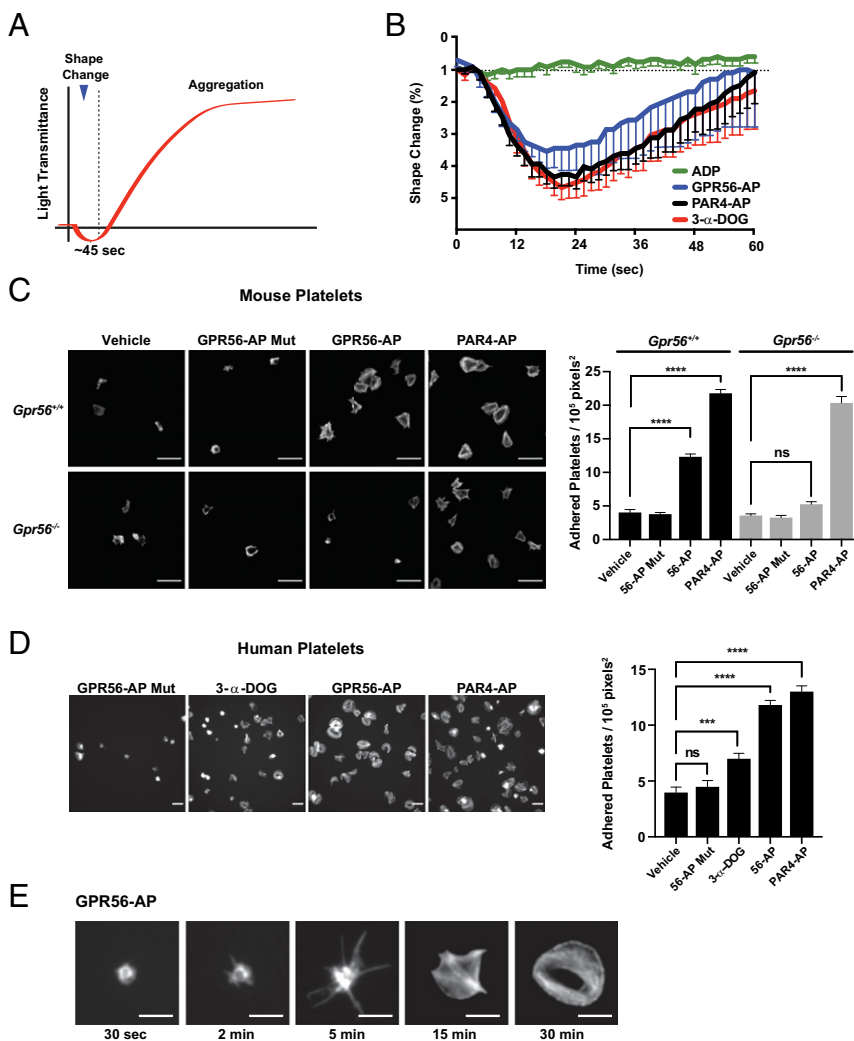 A
Shape
Change
Aggregation
Light Transmittance
~45 sec
B
0
1
2
3
4
5
Shape Change (%)
ADP
GPR56-AP
PAR4-AP
3-α-DOG
0
12
24
36
48
60
Time (sec)
C
Mouse Platelets
Vehicle
GPR56-AP Mut
GPR56-AP
PAR4-AP
Gpr56+/+
Gpr56-/-
Gpr56+/+
Gpr56-/-
25
20
15
10
5
0
Adhered Platelets / 10⁵ pixels²
****
****
****
ns
Vehicle
56-AP Mut
56-AP
PAR4-AP
Vehicle
56-AP Mut
56-AP
PAR4-AP
D
Human Platelets
GPR56-AP Mut
3-α-DOG
GPR56-AP
PAR4-AP
15
10
5
0
Adhered Platelets / 10⁵ pixels²
****
****
***
ns
Vehicle
56-AP Mut
3-α-DOG
56-AP
PAR4-AP
E
GPR56-AP
30 sec
2 min
5 min
15 min
30 min